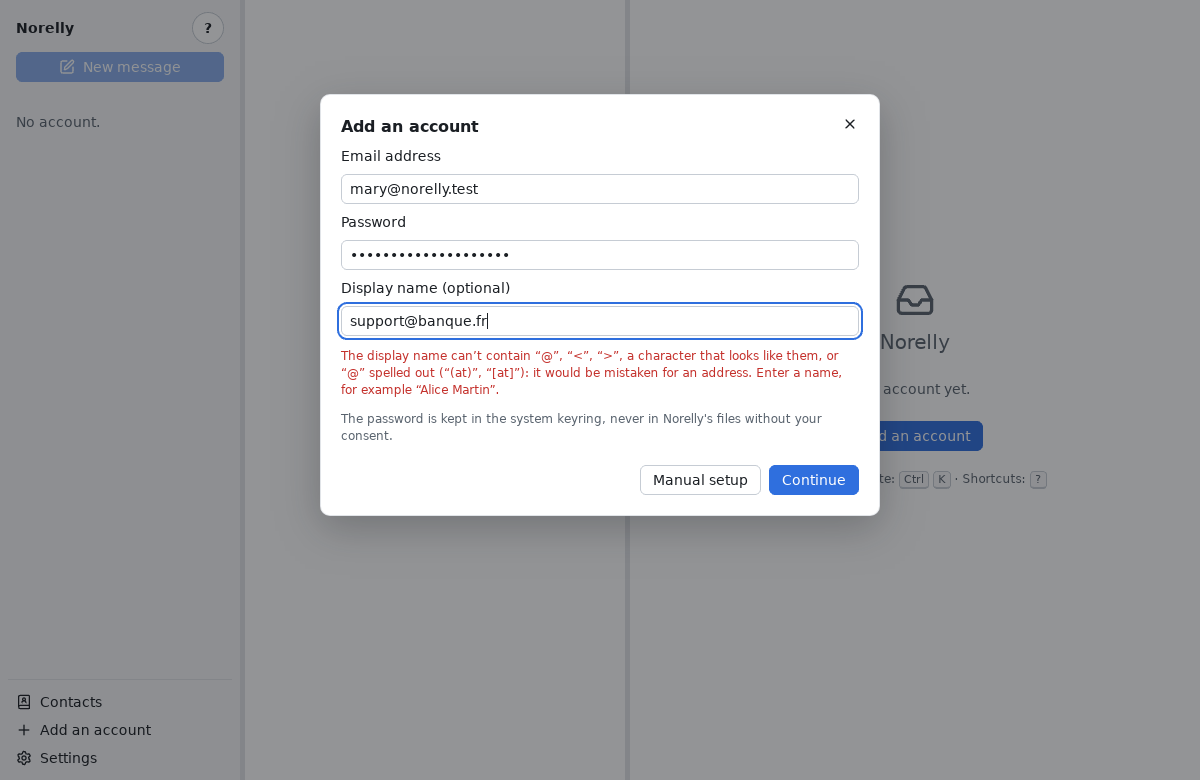 Norelly
?
New message
No account.
Add an account
Email address
mary@norelly.test
Password
••••••••••••••••••••
Display name (optional)
support@banque.fr
The display name can’t contain “@”, “<”, “>”, a character that looks like them, or
“@” spelled out (“(at)”, “[at]”): it would be mistaken for an address. Enter a name,
for example “Alice Martin”.
The password is kept in the system keyring, never in Norelly's files without your
consent.
Manual setup
Continue
Norelly
account yet.
an account
Ctrl K · Shortcuts: ?
Contacts
Add an account
Settings